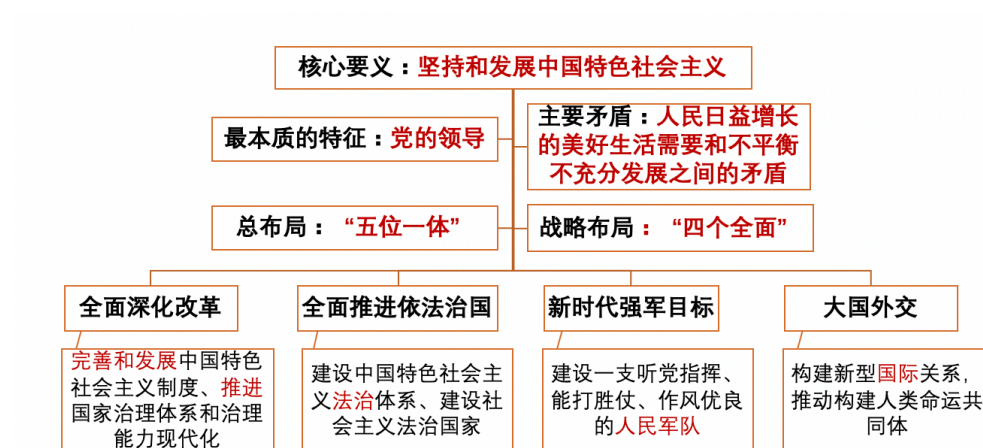 核心要义：坚持和发展中国特色社会主义
最本质的特征：党的领导
主要矛盾：人民日益增长
的美好生活需要和不平衡
不充分发展之间的矛盾
总布局： “五位一体”
战略布局： “四个全面”
全面深化改革
全面推进依法治国
新时代强军目标
大国外交
完善和发展中国特色
社会主义制度、推进
国家治理体系和治理
能力现代化
建设中国特色社会主
义法治体系、建设社
会主义法治国家
建设一支听党指挥、
能打胜仗、作风优良
的人民军队
构建新型国际关系，
推动构建人类命运共
同体